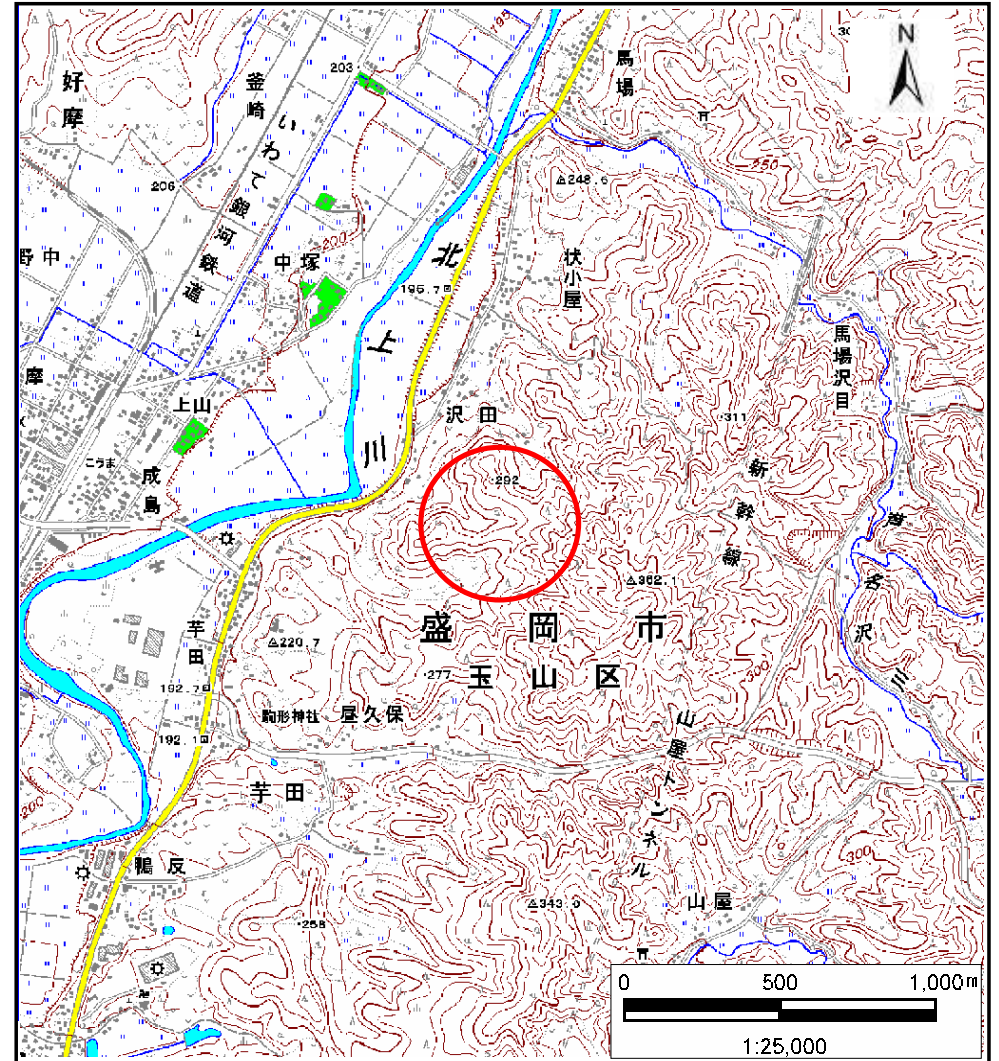 N
好摩
釜崎
いわて銀河鉄道
203
馬場
250
206
△248.6
200
野中
中塚
北上川
195.7
伏小屋
馬場沢目
摩
上山
沢田
・311
こうま
成島
・292
新幹線
△362.1
盛岡市
玉山区
芋田
△220.7
・277
300
192.7
駒形神社
屋久保
192.1
山屋トンネル
芋田
200
鴨反
300
△343.0
山屋
・258
0 500 1,000m
1:25,000